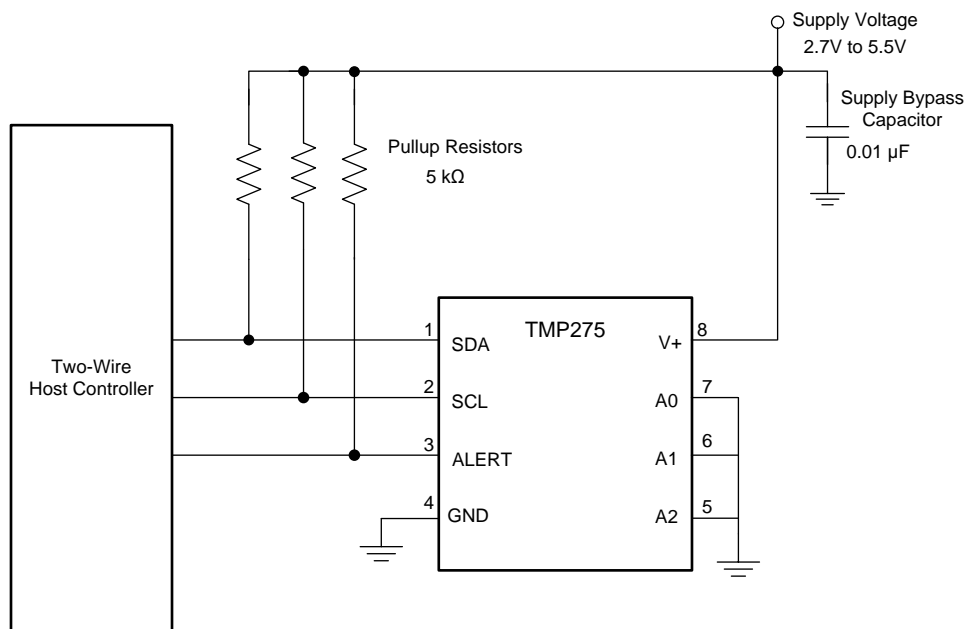 Supply Voltage
2.7V to 5.5V
Supply Bypass
Capacitor
0.01 µF
Pullup Resistors
5 kΩ
Two-Wire
Host Controller
TMP275
1
SDA
V+
8
2
SCL
A0
7
3
ALERT
A1
6
4
GND
A2
5